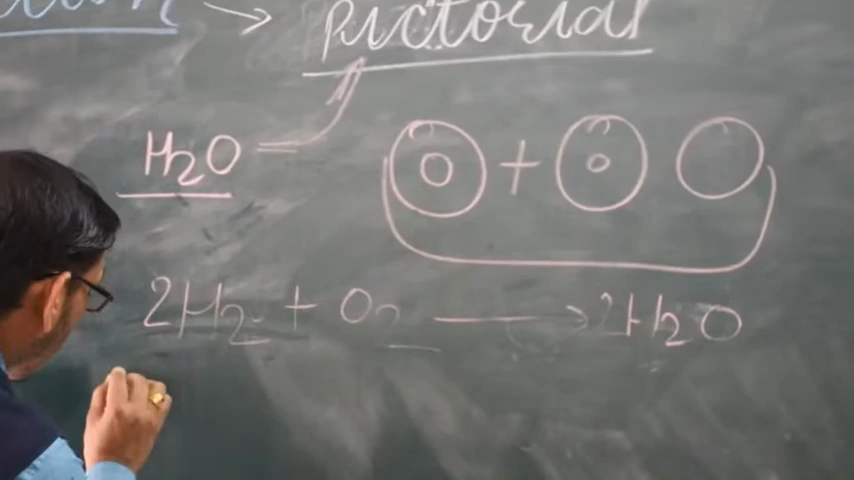 → Pictorial
H₂O =
+
2H₂ + O₂ → 2H₂O